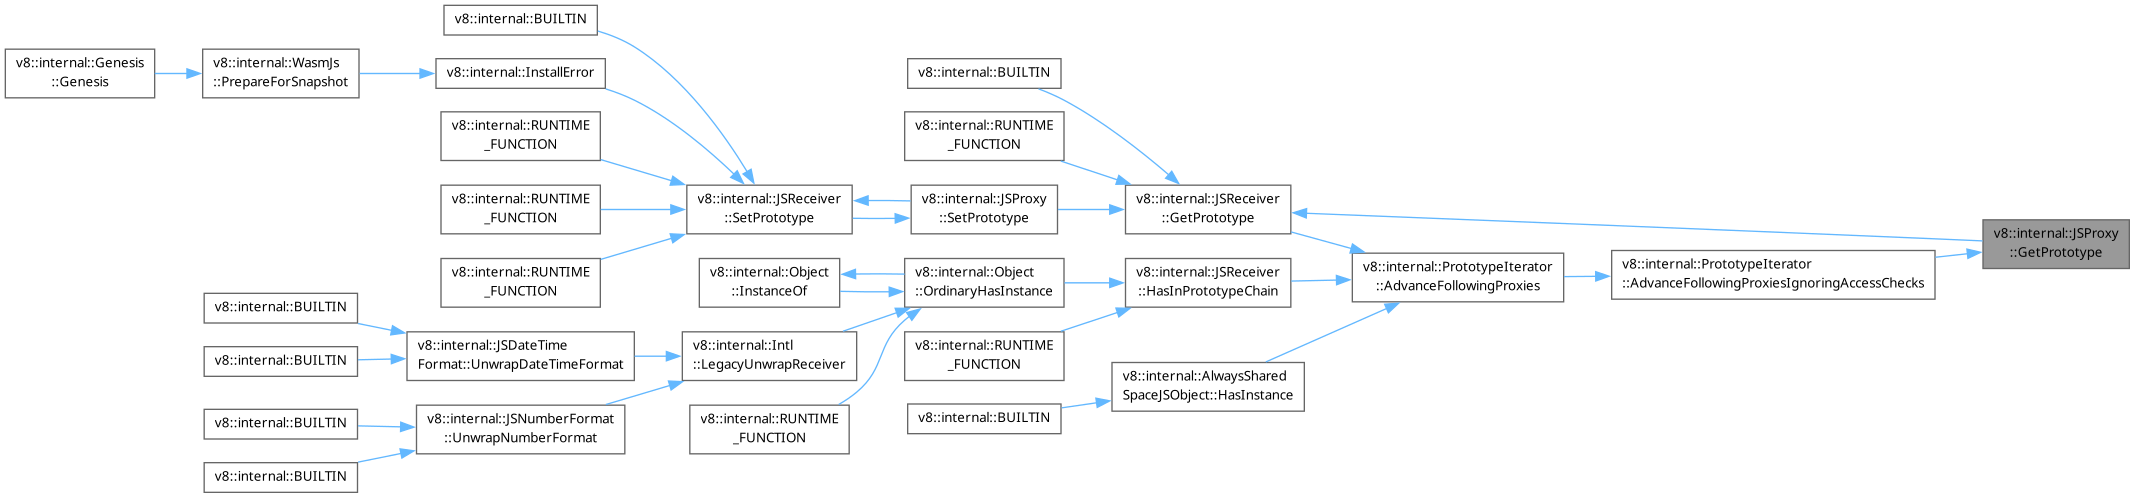 v8::internal::BUILTIN
v8::internal::Genesis
::Genesis
v8::internal::WasmJs
::PrepareForSnapshot
v8::internal::InstallError
v8::internal::BUILTIN
v8::internal::RUNTIME
_FUNCTION
v8::internal::RUNTIME
_FUNCTION
v8::internal::RUNTIME
_FUNCTION
v8::internal::JSReceiver
::SetPrototype
v8::internal::JSProxy
::SetPrototype
v8::internal::JSReceiver
::GetPrototype
v8::internal::JSProxy
::GetPrototype
v8::internal::RUNTIME
_FUNCTION
v8::internal::Object
::InstanceOf
v8::internal::Object
::OrdinaryHasInstance
v8::internal::JSReceiver
::HasInPrototypeChain
v8::internal::PrototypeIterator
::AdvanceFollowingProxies
v8::internal::PrototypeIterator
::AdvanceFollowingProxiesIgnoringAccessChecks
v8::internal::BUILTIN
v8::internal::BUILTIN
v8::internal::JSDateTime
Format::UnwrapDateTimeFormat
v8::internal::Intl
::LegacyUnwrapReceiver
v8::internal::RUNTIME
_FUNCTION
v8::internal::AlwaysShared
SpaceJSObject::HasInstance
v8::internal::BUILTIN
v8::internal::JSNumberFormat
::UnwrapNumberFormat
v8::internal::RUNTIME
_FUNCTION
v8::internal::BUILTIN
v8::internal::BUILTIN